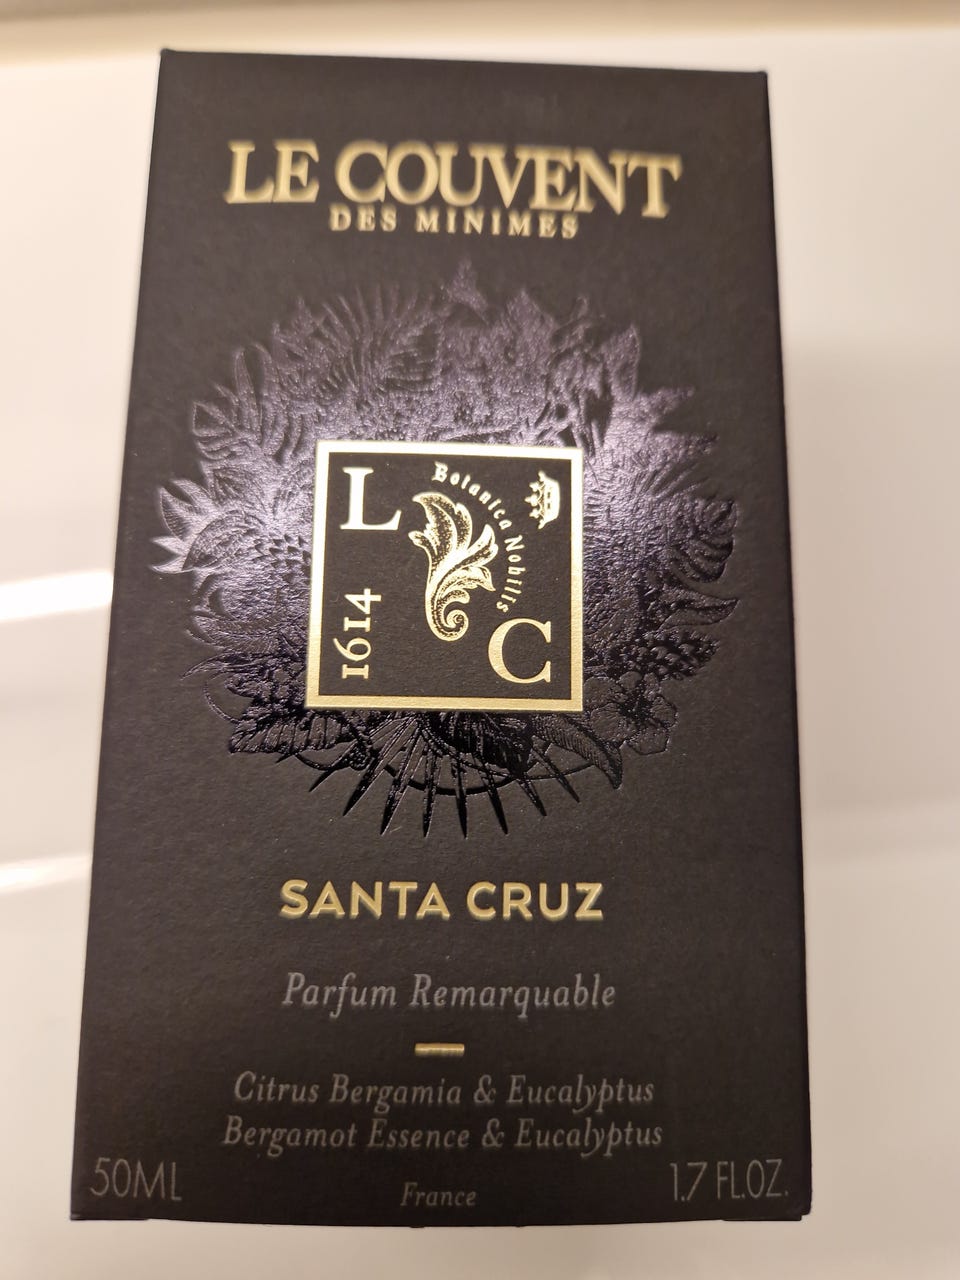 LE COUVENT
DES MINIMES
L
Botanica Nobilis
1614
C
SANTA CRUZ
Parfum Remarquable
Citrus Bergamia & Eucalyptus
Bergamot Essence & Eucalyptus
50ML
France
1.7 FL.OZ.